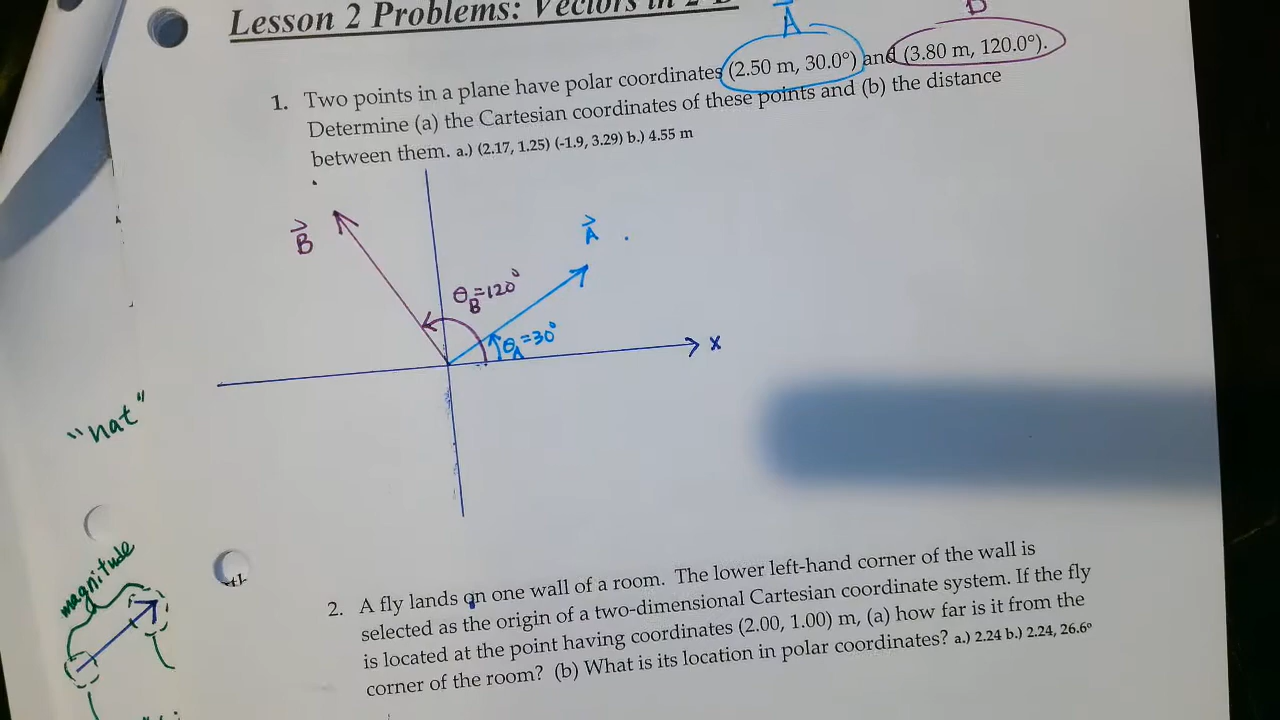 Lesson 2 Problems: Vectors in 2-D
A
B
1. Two points in a plane have polar coordinates (2.50 m, 30.0°) and (3.80 m, 120.0°).
Determine (a) the Cartesian coordinates of these points and (b) the distance
between them. a.) (2.17, 1.25) (-1.9, 3.29) b.) 4.55 m
B
A
θB=120°
θA=30°
x
"hat"
magnitude
2. A fly lands on one wall of a room. The lower left-hand corner of the wall is
selected as the origin of a two-dimensional Cartesian coordinate system. If the fly
is located at the point having coordinates (2.00, 1.00) m, (a) how far is it from the
corner of the room? (b) What is its location in polar coordinates? a.) 2.24 b.) 2.24, 26.6°